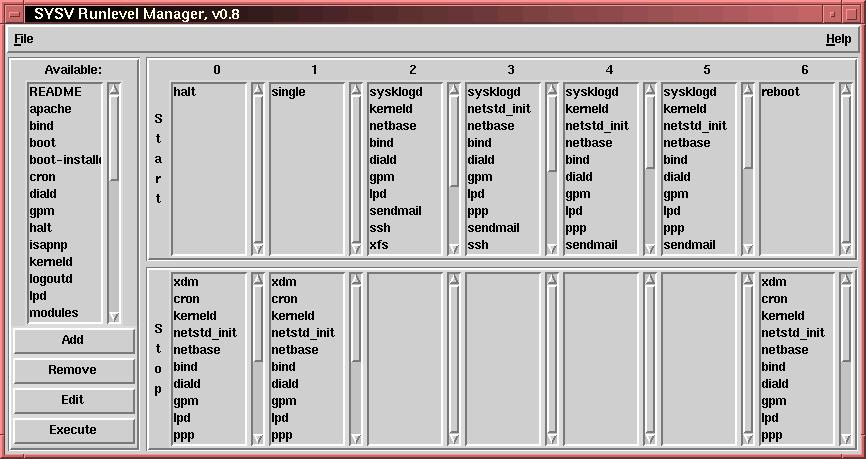 SYSV Runlevel Manager, v0.8
File Help
Available:
README
apache
bind
boot
boot-install
cron
diald
gpm
halt
isapnp
kerneld
logoutd
lpd
modules
Add
Remove
Edit
Execute
0 1 2 3 4 5 6
Start
halt
single
sysklogd
kerneld
netbase
bind
diald
gpm
lpd
sendmail
ssh
xfs
sysklogd
netstd_init
netbase
bind
diald
gpm
lpd
ppp
sendmail
ssh
sysklogd
kerneld
netstd_init
netbase
bind
diald
gpm
lpd
ppp
sendmail
sysklogd
kerneld
netstd_init
netbase
bind
diald
gpm
lpd
ppp
sendmail
reboot
Stop
xdm
cron
kerneld
netstd_init
netbase
bind
diald
gpm
lpd
ppp
xdm
cron
kerneld
netstd_init
netbase
bind
diald
gpm
lpd
ppp
xdm
cron
kerneld
netstd_init
netbase
bind
diald
gpm
lpd
ppp